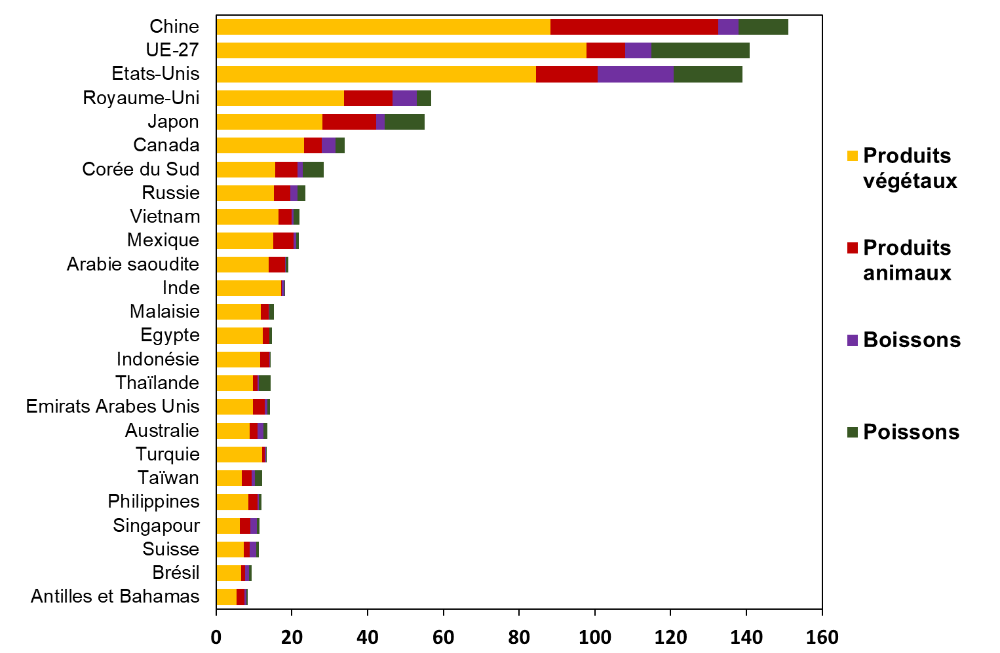 Chine
UE-27
Etats-Unis
Royaume-Uni
Japon
Canada
Corée du Sud
Russie
Vietnam
Mexique
Arabie saoudite
Inde
Malaisie
Egypte
Indonésie
Thaïlande
Emirats Arabes Unis
Australie
Turquie
Taïwan
Philippines
Singapour
Suisse
Brésil
Antilles et Bahamas
0 20 40 60 80 100 120 140 160
Produits
végétaux
Produits
animaux
Boissons
Poissons